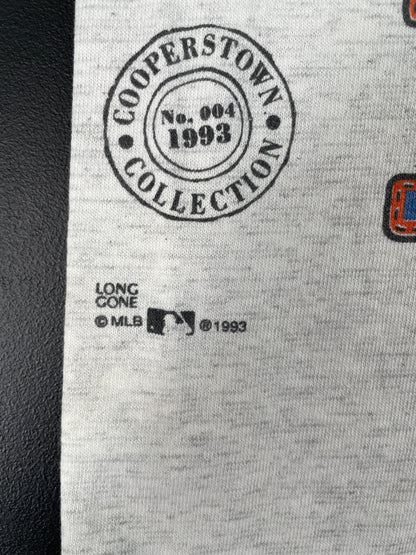 COOPERSTOWN
No. 004
1993
COLLECTION
LONG
GONE
© MLB ® 1993